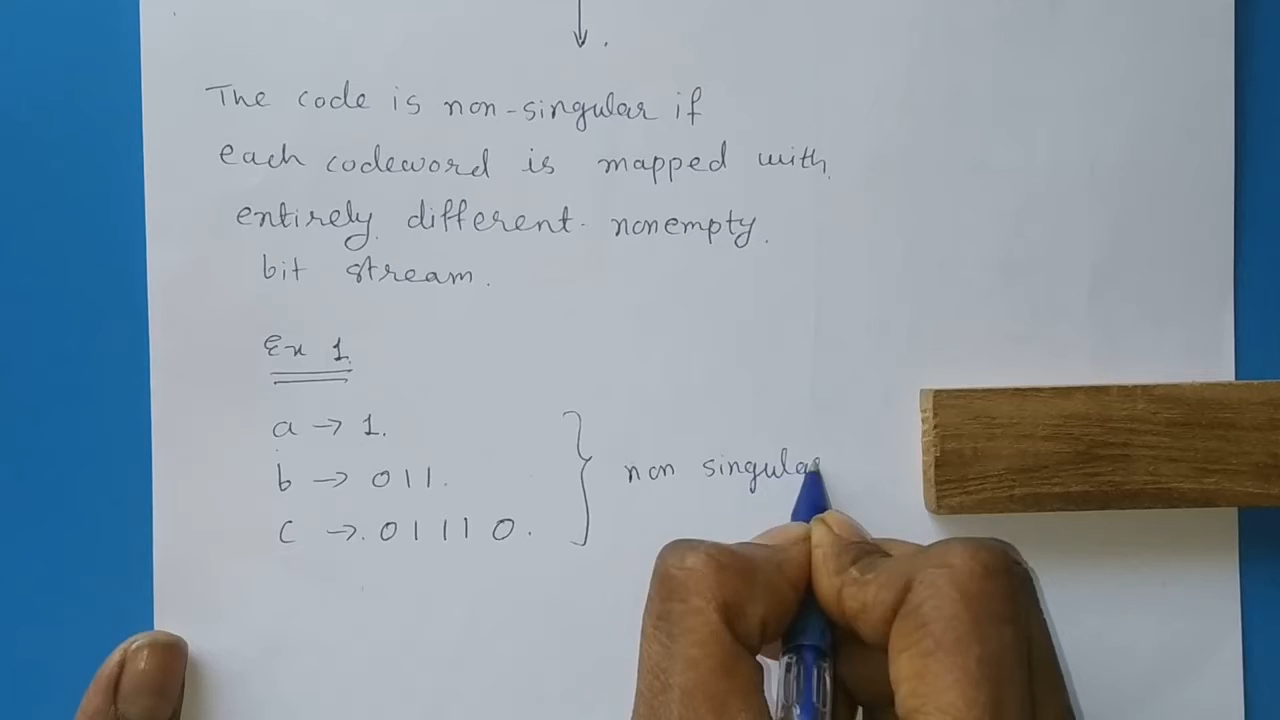 The code is non-singular if
each codeword is mapped with
entirely different nonempty.
bit stream.
Ex 1.
a → 1.
b → 011.
c → 01110.
non singula